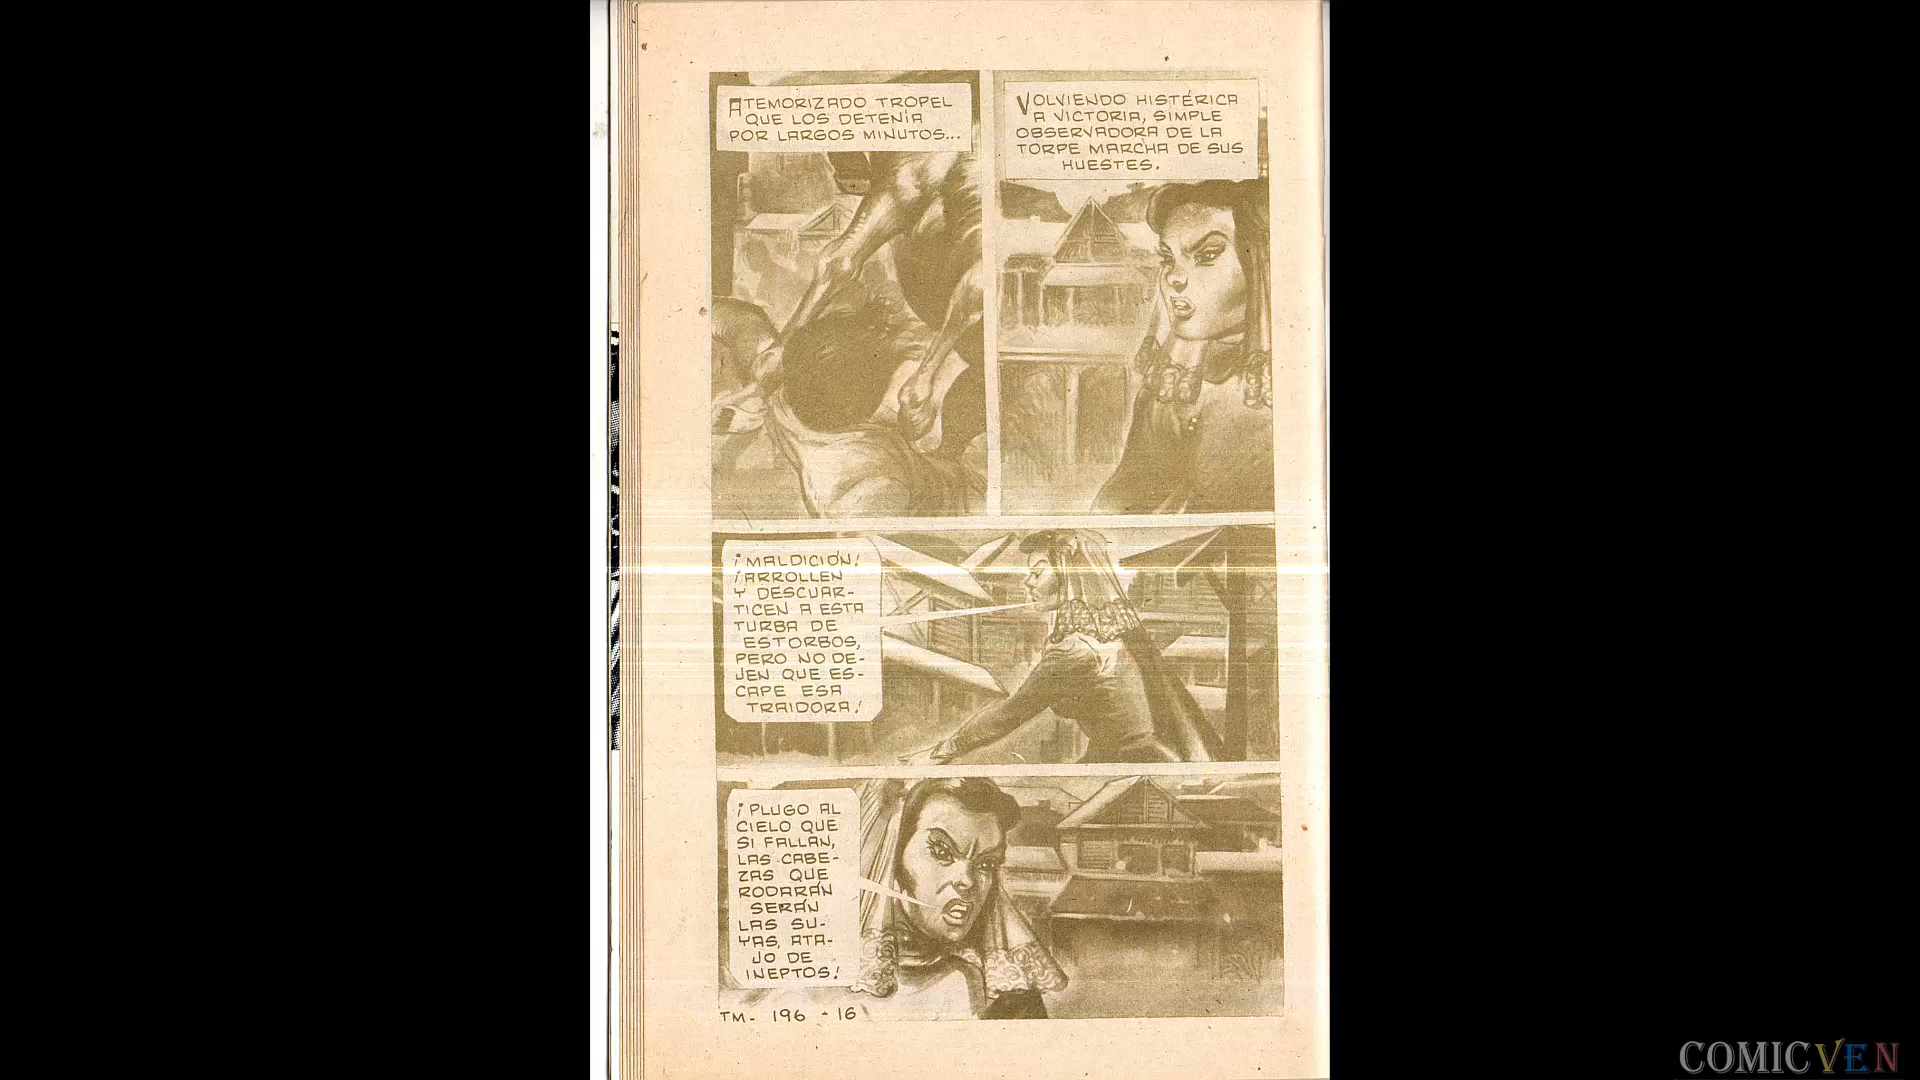 ATEMORIZADO TROPEL
QUE LOS DETENÍA
POR LARGOS MINUTOS...
VOLVIENDO HISTÉRICA
A VICTORIA, SIMPLE
OBSERVADORA DE LA
TORPE MARCHA DE SUS
HUESTES.
¡MALDICIÓN!
¡ARROLLEN
Y DESCUAR-
TICEN A ESTA
TURBA DE
ESTORBOS,
PERO NO DE-
JEN QUE ES-
CAPE ESA
TRAIDORA!
¡PLUGO AL
CIELO QUE
SI FALLAN,
LAS CABE-
ZAS QUE
RODARÁN
SERÁN
LAS SU-
YAS, ATA-
JO DE
INEPTOS!
TM- 196 - 16
COMICVEN